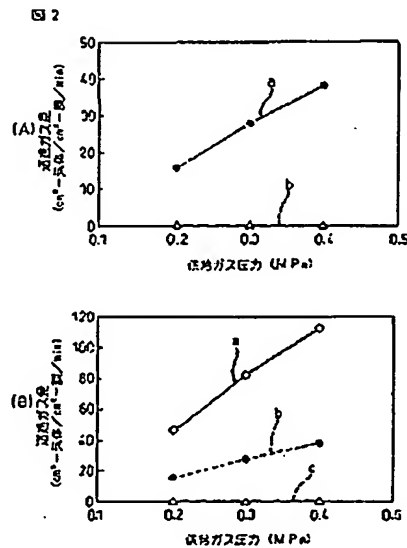 図 2
(A)
透過ガス量
(cm³-気体/cm²-膜/min)
50
40
30
20
10
0
a
b
0.1 0.2 0.3 0.4 0.5
供給ガス圧力 (MPa)
(B)
透過ガス量
(cm³-気体/cm²-膜/min)
120
100
80
60
40
20
0
a
b
c
0.1 0.2 0.3 0.4 0.5
供給ガス圧力 (MPa)